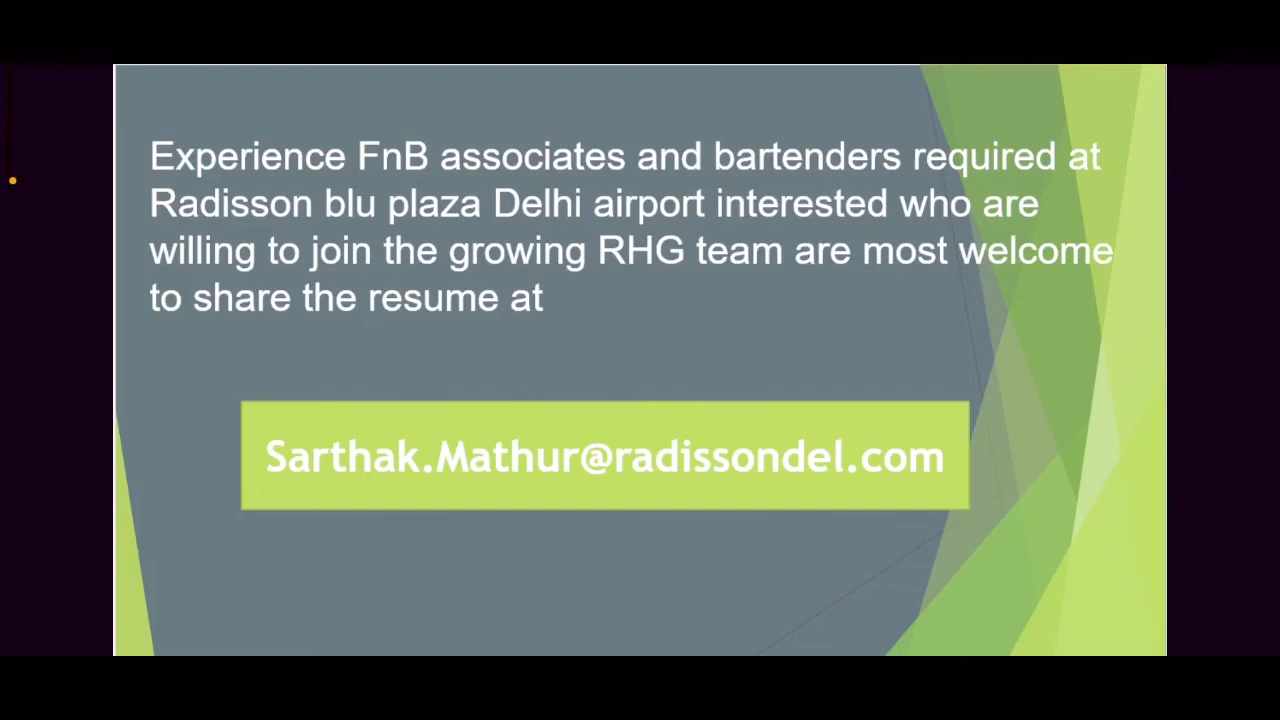 Experience FnB associates and bartenders required at
Radisson blu plaza Delhi airport interested who are
willing to join the growing RHG team are most welcome
to share the resume at
Sarthak.Mathur@radissondel.com